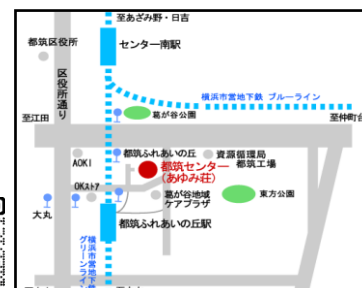 至あざみ野・日吉
都筑区役所
センター南駅
区役所通り
横浜市営地下鉄 ブルーライン
葛が谷公園
至江田
至仲町台
AOKI
都筑ふれあいの丘
資源循環局
都筑工場
都筑センター
(あゆみ荘)
OKストア
葛が谷地域
ケアプラザ
東方公園
大丸
都筑ふれあいの丘駅
横浜市営地下鉄
グリーンライン